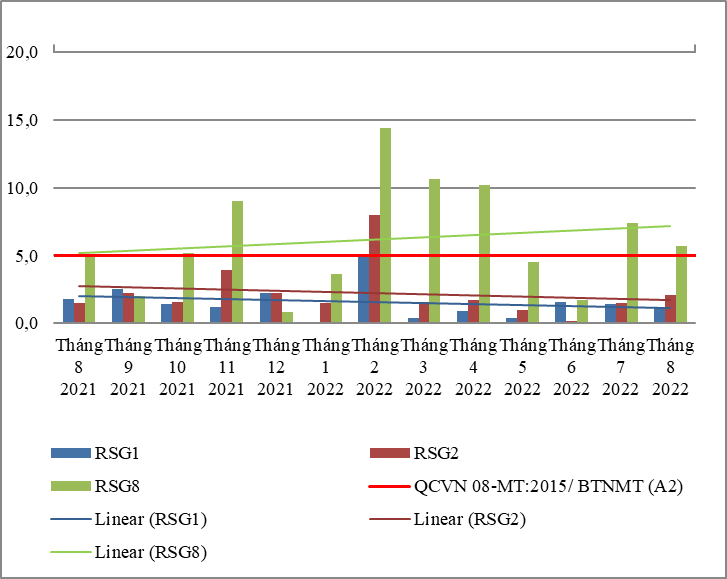 20,0
15,0
10,0
5,0
0,0
Tháng Tháng Tháng Tháng Tháng Tháng Tháng Tháng Tháng Tháng Tháng Tháng Tháng
8 9 10 11 12 1 2 3 4 5 6 7 8
2021 2021 2021 2021 2021 2022 2022 2022 2022 2022 2022 2022 2022
RSG1 RSG2
RSG8 QCVN 08-MT:2015/ BTNMT (A2)
Linear (RSG1) Linear (RSG2)
Linear (RSG8)